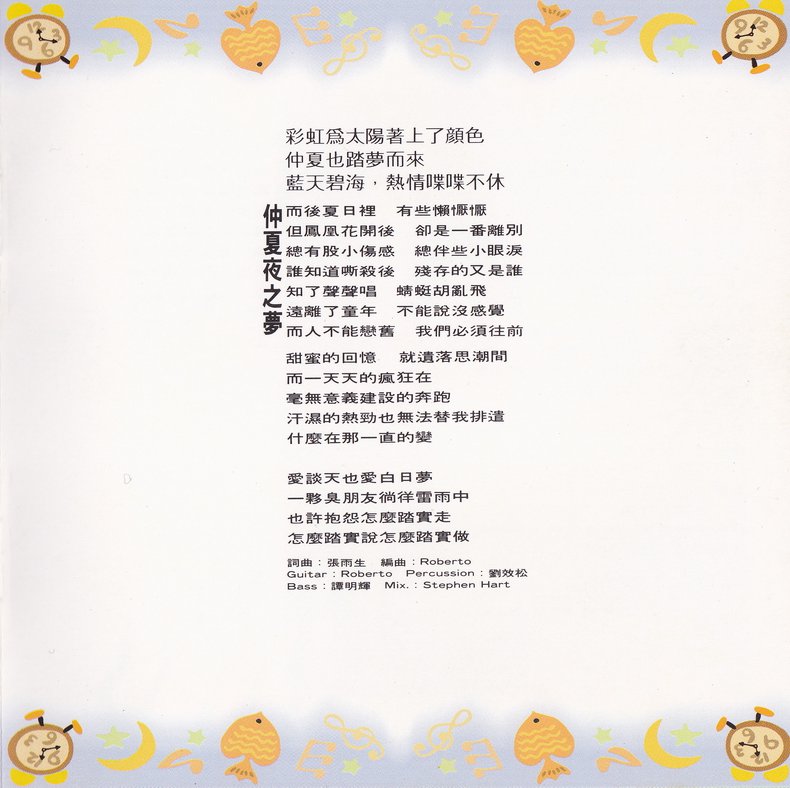 彩虹爲太陽著上了顔色
仲夏也踏夢而來
藍天碧海，熱情喋喋不休
仲夏夜之夢
而後夏日裡　有些懶懨懨
但鳳凰花開後　卻是一番離別
總有股小傷感　總伴些小眼淚
誰知道嘶殺後　殘存的又是誰
知了聲聲唱　蜻蜓胡亂飛
遠離了童年　不能說沒感覺
而人不能戀舊　我們必須往前
甜蜜的回憶　就遺落思潮間
而一天天的瘋狂在
毫無意義建設的奔跑
汗濕的熱勁也無法替我排遣
什麼在那一直的變
愛談天也愛白日夢
一夥臭朋友徜徉雷雨中
也許抱怨怎麼踏實走
怎麼踏實說怎麼踏實做
詞曲：張雨生　編曲：Roberto
Guitar：Roberto　Percussion：劉效松
Bass：譚明輝　Mix.：Stephen Hart